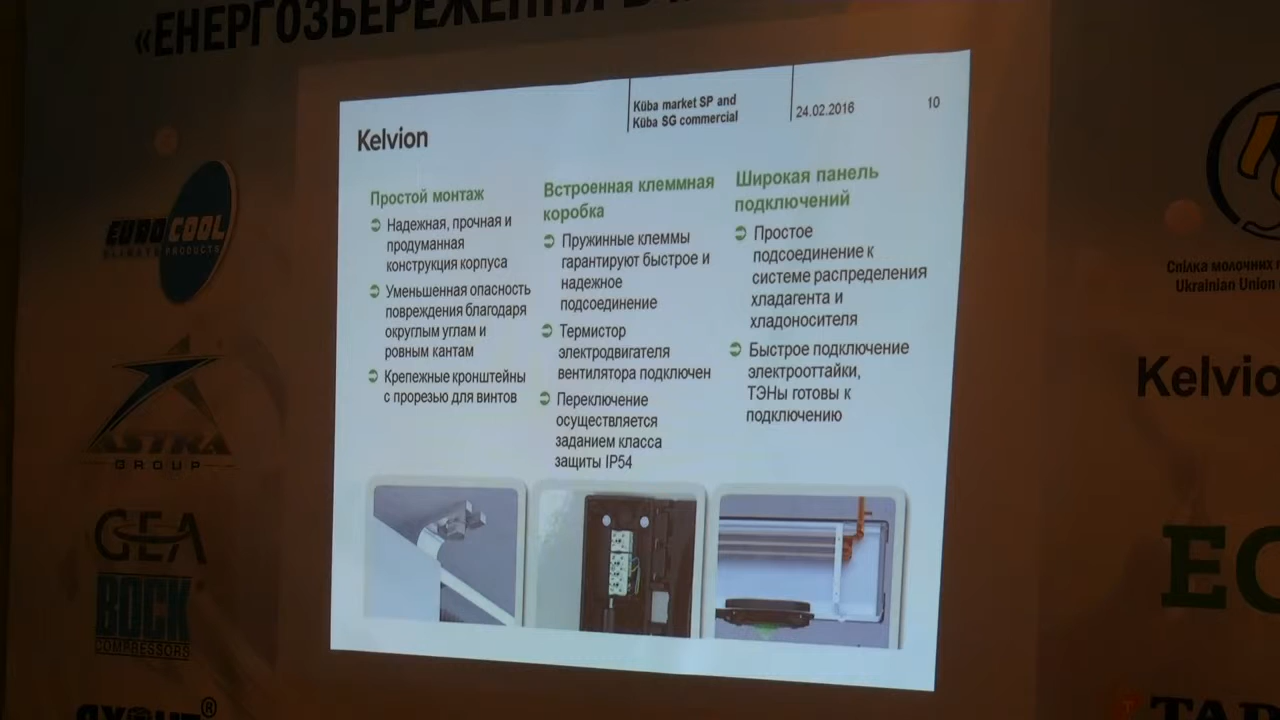 «ЕНЕРГОЗБЕРЕЖЕННЯ В
Küba market SP and
Küba SG commercial
24.02.2016
10
Kelvion
Простой монтаж
Надежная, прочная и
продуманная
конструкция корпуса
Уменьшенная опасность
повреждения благодаря
округлым углам и
ровным кантам
Крепежные кронштейны
с прорезью для винтов
Встроенная клеммная
коробка
Пружинные клеммы
гарантируют быстрое и
надежное
подсоединение
Термистор
электродвигателя
вентилятора подключен
Переключение
осуществляется
заданием класса
защиты IP54
Широкая панель
подключений
Простое
подсоединение к
системе распределения
хладагента и
хладоносителя
Быстрое подключение
электрооттайки,
ТЭНы готовы к
подключению
EUROCOOL
CLIMATE PRODUCTS
ASTRA
GROUP
GEA
BOCK
COMPRESSORS
®
Спілка молочних
Ukrainian Union
Kelvio